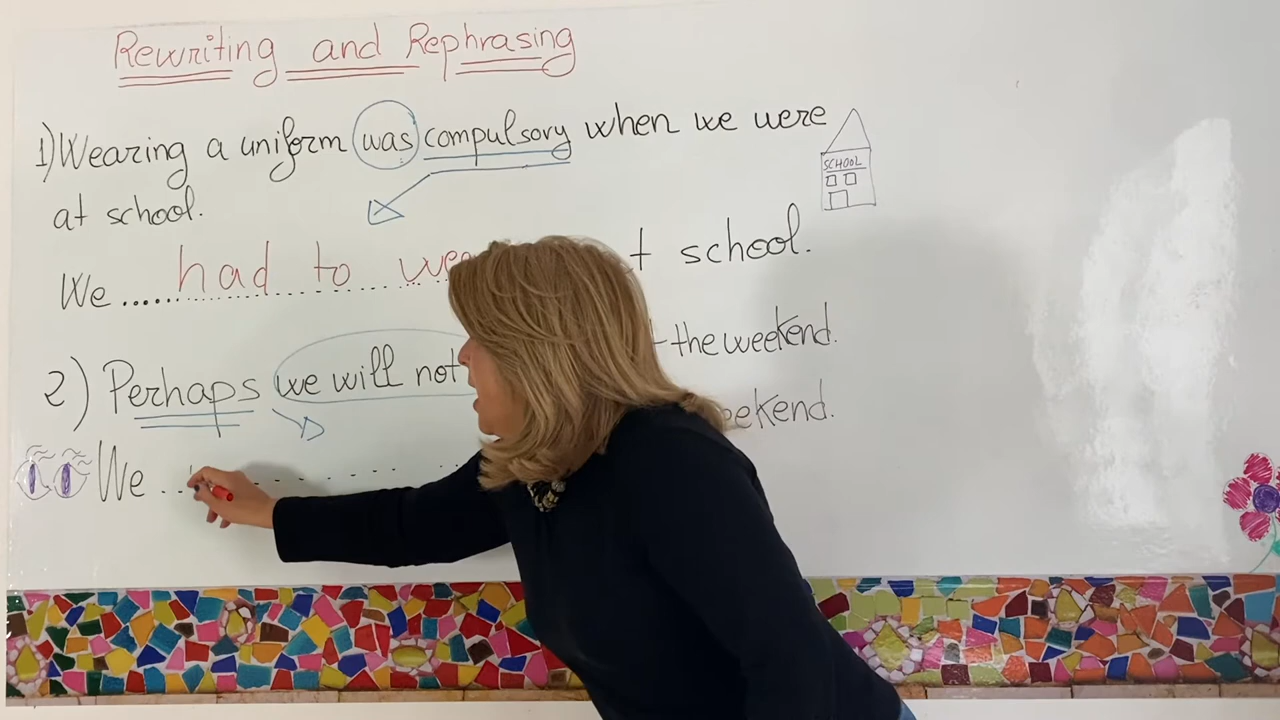 Rewriting and Rephrasing
1) Wearing a uniform was compulsory when we were
SCHOOL
at school.
We ..... had to wea t school.
2) Perhaps we will not the weekend.
We ... eekend.